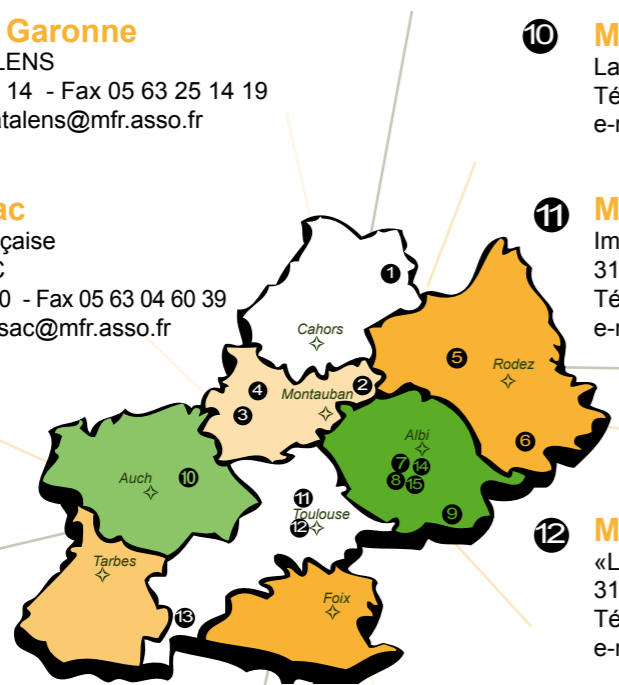 Garonne
LENS
14 - Fax 05 63 25 14 19
atalens@mfr.asso.fr
ac
çaise
C
0 - Fax 05 63 04 60 39
sac@mfr.asso.fr
1
Cahors
5
Rodez
4
2
Montauban
3
6
Albi
7 14
8 15
9
Auch
10
11
12
Toulouse
Tarbes
Foix
13
10
M
La
Té
e-m
11
M
Im
31
Té
e-m
12
M
«L
31
Té
e-m